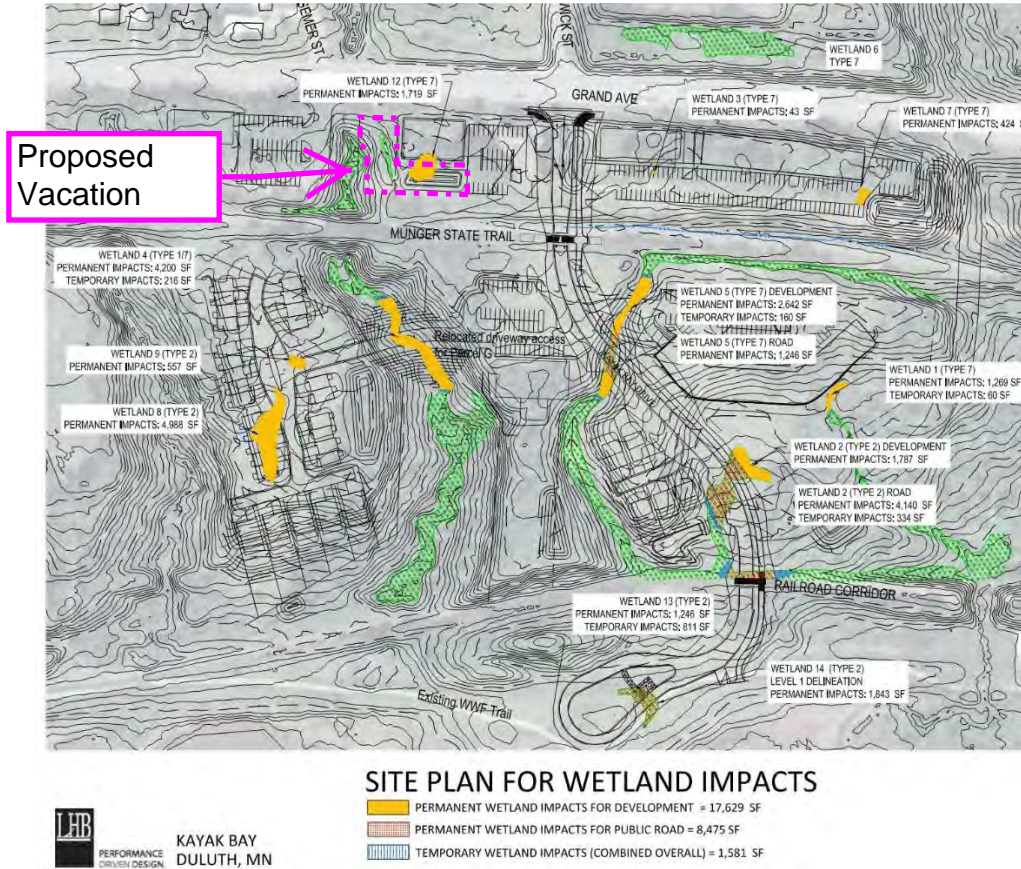 GEMER ST
WICK ST
WETLAND 6
TYPE 7
WETLAND 12 (TYPE 7)
PERMANENT IMPACTS: 1,719 SF
GRAND AVE
WETLAND 3 (TYPE 7)
PERMANENT IMPACTS: 43 SF
WETLAND 7 (TYPE 7)
PERMANENT IMPACTS: 424 SF
Proposed
Vacation
MUNGER STATE TRAIL
WETLAND 4 (TYPE 1/7)
PERMANENT IMPACTS: 4,200 SF
TEMPORARY IMPACTS: 216 SF
WETLAND 5 (TYPE 7) DEVELOPMENT
PERMANENT IMPACTS: 2,642 SF
TEMPORARY IMPACTS: 160 SF
WETLAND 5 (TYPE 7) ROAD
PERMANENT IMPACTS: 1,246 SF
Relocated driveway access
for Parcel G
WETLAND 9 (TYPE 2)
PERMANENT IMPACTS: 557 SF
WETLAND 1 (TYPE 7)
PERMANENT IMPACTS: 1,269 SF
TEMPORARY IMPACTS: 60 SF
WETLAND 8 (TYPE 2)
PERMANENT IMPACTS: 4,988 SF
WETLAND 2 (TYPE 2) DEVELOPMENT
PERMANENT IMPACTS: 1,787 SF
WETLAND 2 (TYPE 2) ROAD
PERMANENT IMPACTS: 4,140 SF
TEMPORARY IMPACTS: 334 SF
RAILROAD CORRIDOR
WETLAND 13 (TYPE 2)
PERMANENT IMPACTS: 1,246 SF
TEMPORARY IMPACTS: 811 SF
WETLAND 14 (TYPE 2)
LEVEL 1 DELINEATION
PERMANENT IMPACTS: 1,843 SF
Existing WWF Trail
SITE PLAN FOR WETLAND IMPACTS
PERMANENT WETLAND IMPACTS FOR DEVELOPMENT = 17,629 SF
PERMANENT WETLAND IMPACTS FOR PUBLIC ROAD = 8,475 SF
TEMPORARY WETLAND IMPACTS (COMBINED OVERALL) = 1,581 SF
LHB
PERFORMANCE
DRIVEN DESIGN.
KAYAK BAY
DULUTH, MN